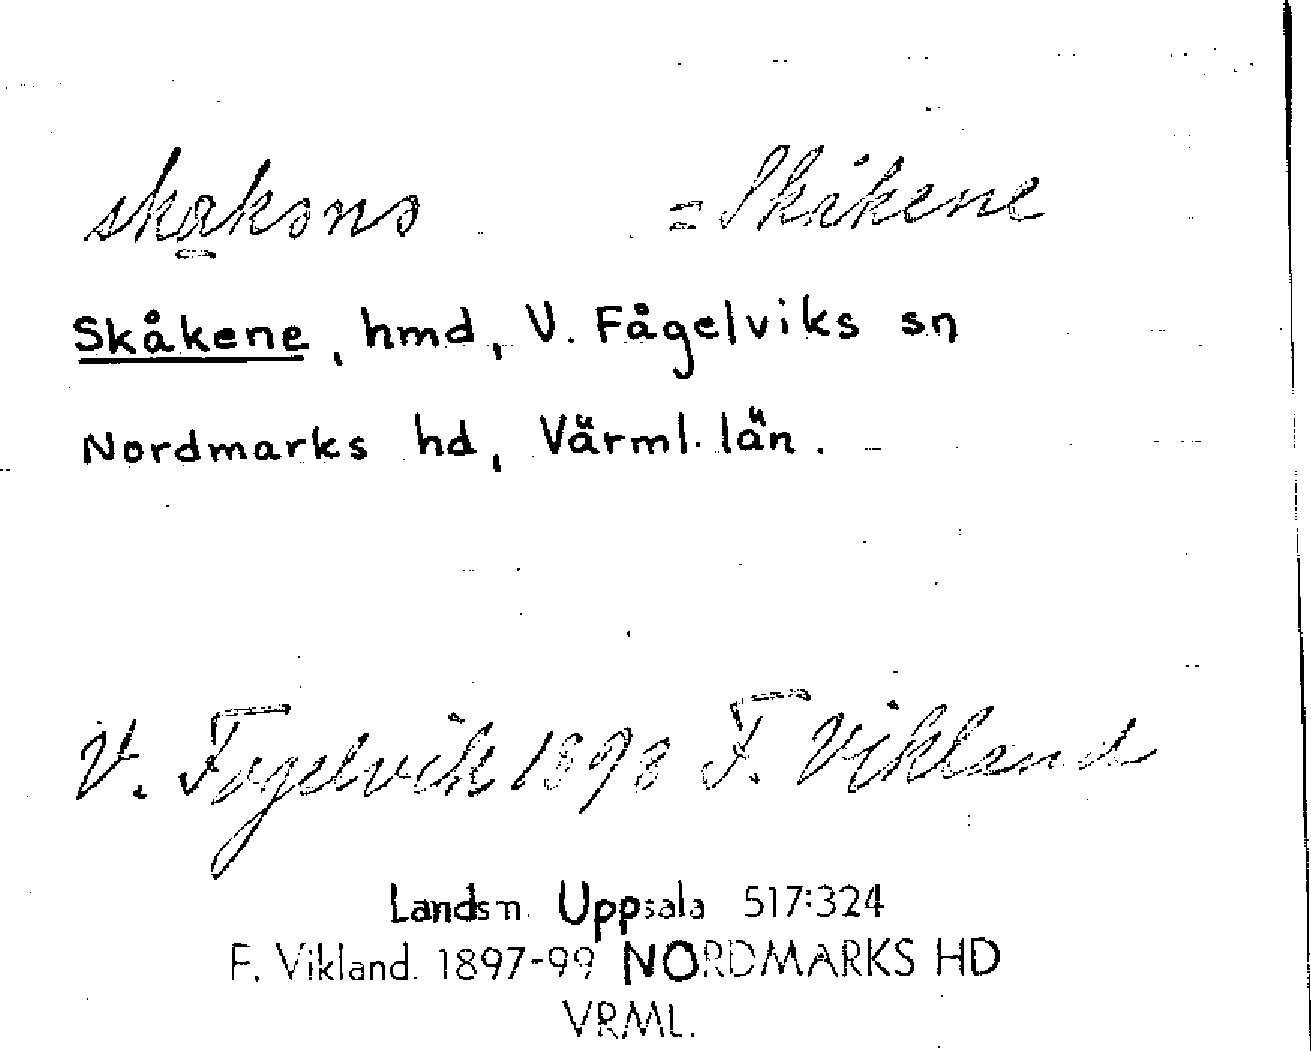 skakənə = Skåkene
Skåkene, hmd, V. Fågelviks sn
Nordmarks hd, Värml. län.
V. Fågelvik 1898 F. Vikland
Landsm. Uppsala 517:324
F. Vikland. 1897-99 NORDMARKS HD
VRML.